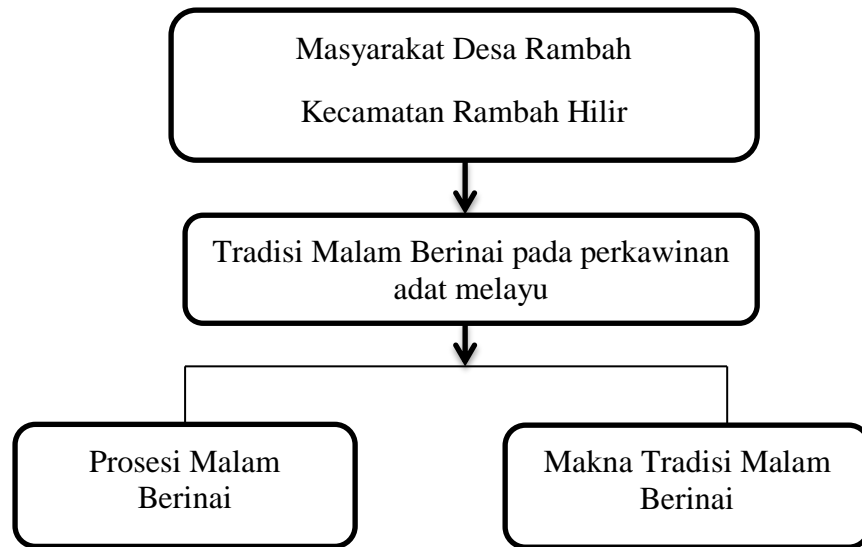 Masyarakat Desa Rambah
Kecamatan Rambah Hilir
Tradisi Malam Berinai pada perkawinan
adat melayu
Prosesi Malam
Berinai
Makna Tradisi Malam
Berinai